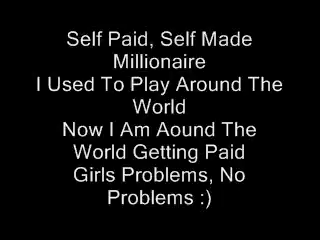 Self Paid, Self Made
Millionaire
I Used To Play Around The
World
Now I Am Aound The
World Getting Paid
Girls Problems, No
Problems :)